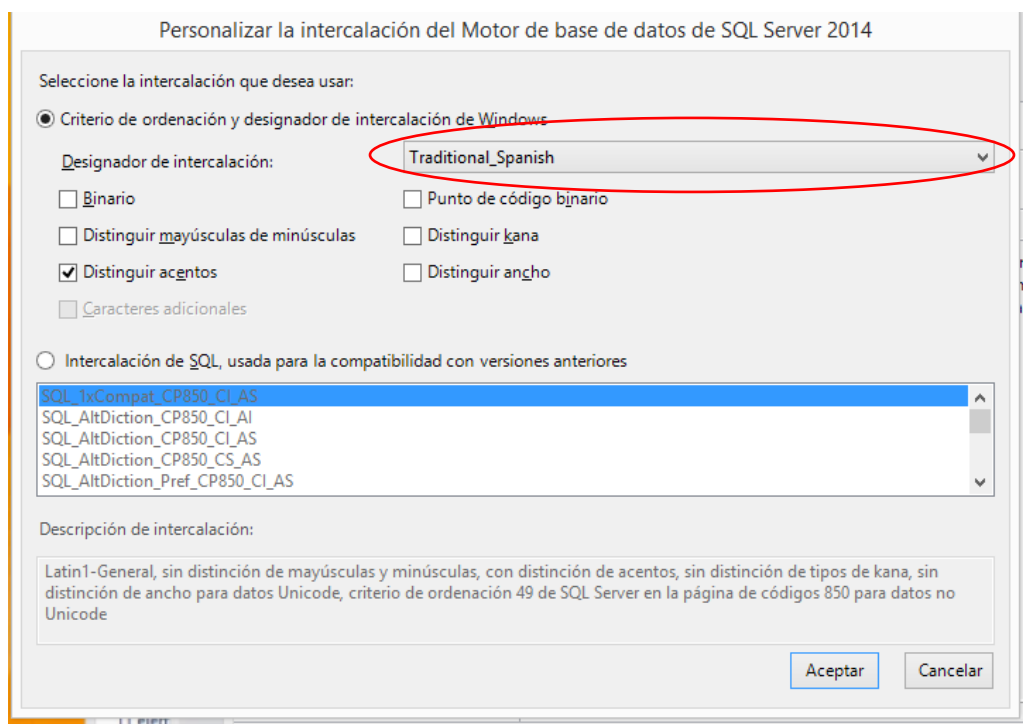 Personalizar la intercalación del Motor de base de datos de SQL Server 2014
Seleccione la intercalación que desea usar:
Criterio de ordenación y designador de intercalación de Windows
Designador de intercalación:
Traditional_Spanish
Binario
Punto de código binario
Distinguir mayúsculas de minúsculas
Distinguir kana
Distinguir acentos
Distinguir ancho
Caracteres adicionales
Intercalación de SQL, usada para la compatibilidad con versiones anteriores
SQL_1xCompat_CP850_CI_AS
SQL_AltDiction_CP850_CI_AI
SQL_AltDiction_CP850_CI_AS
SQL_AltDiction_CP850_CS_AS
SQL_AltDiction_Pref_CP850_CI_AS
Descripción de intercalación:
Latin1-General, sin distinción de mayúsculas y minúsculas, con distinción de acentos, sin distinción de tipos de kana, sin
distinción de ancho para datos Unicode, criterio de ordenación 49 de SQL Server en la página de códigos 850 para datos no
Unicode
Aceptar
Cancelar